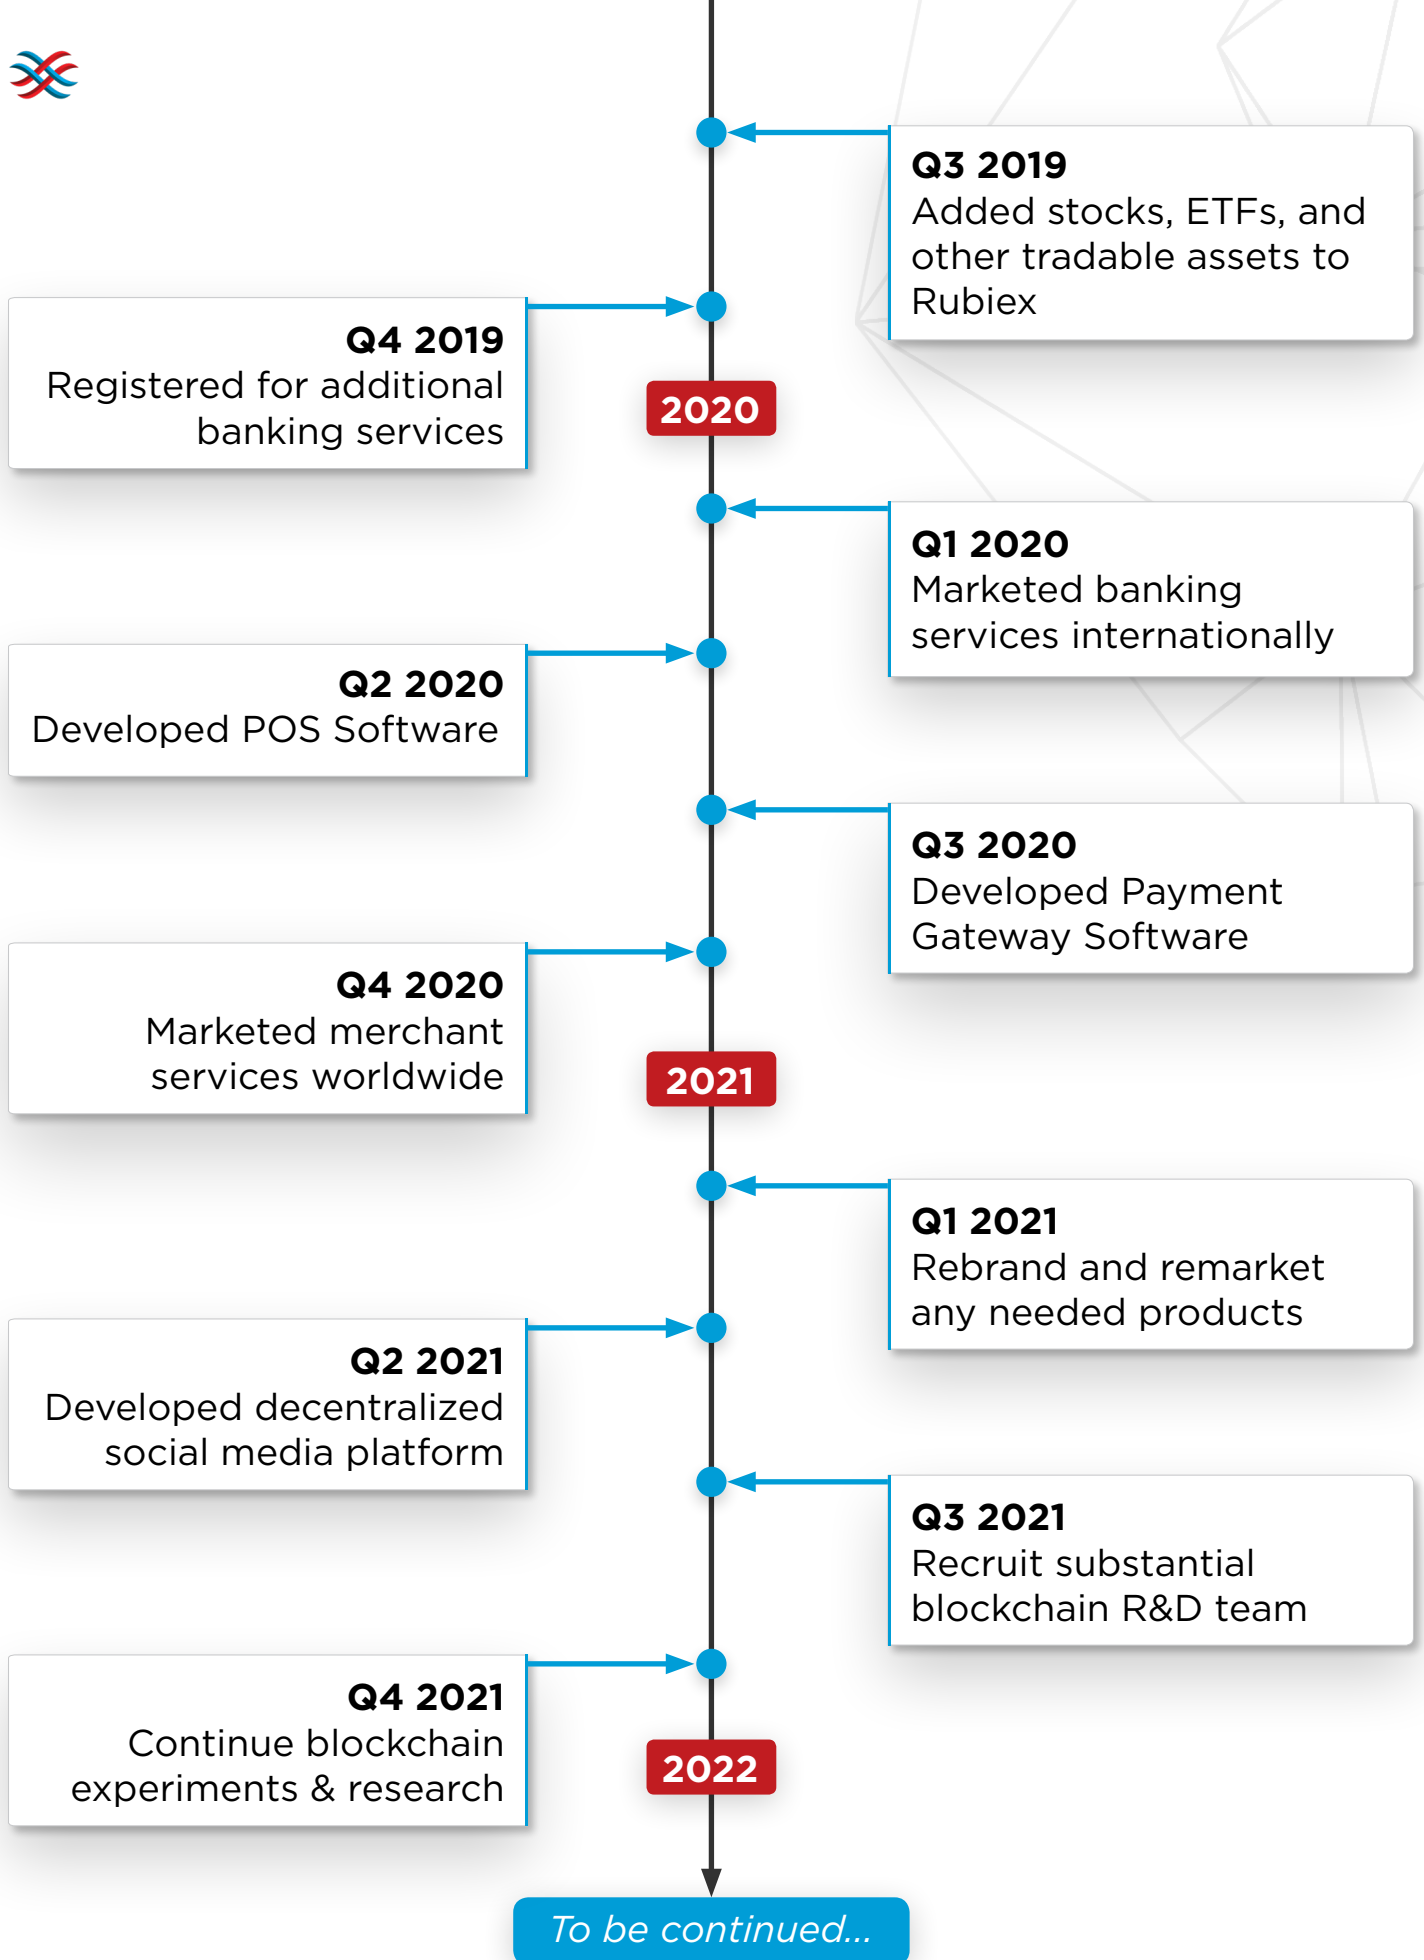 Q3 2019
Added stocks, ETFs, and
other tradable assets to
Rubiex
Q4 2019
Registered for additional
banking services
2020
Q1 2020
Marketed banking
services internationally
Q2 2020
Developed POS Software
Q3 2020
Developed Payment
Gateway Software
Q4 2020
Marketed merchant
services worldwide
2021
Q1 2021
Rebrand and remarket
any needed products
Q2 2021
Developed decentralized
social media platform
Q3 2021
Recruit substantial
blockchain R&D team
Q4 2021
Continue blockchain
experiments & research
2022
To be continued...